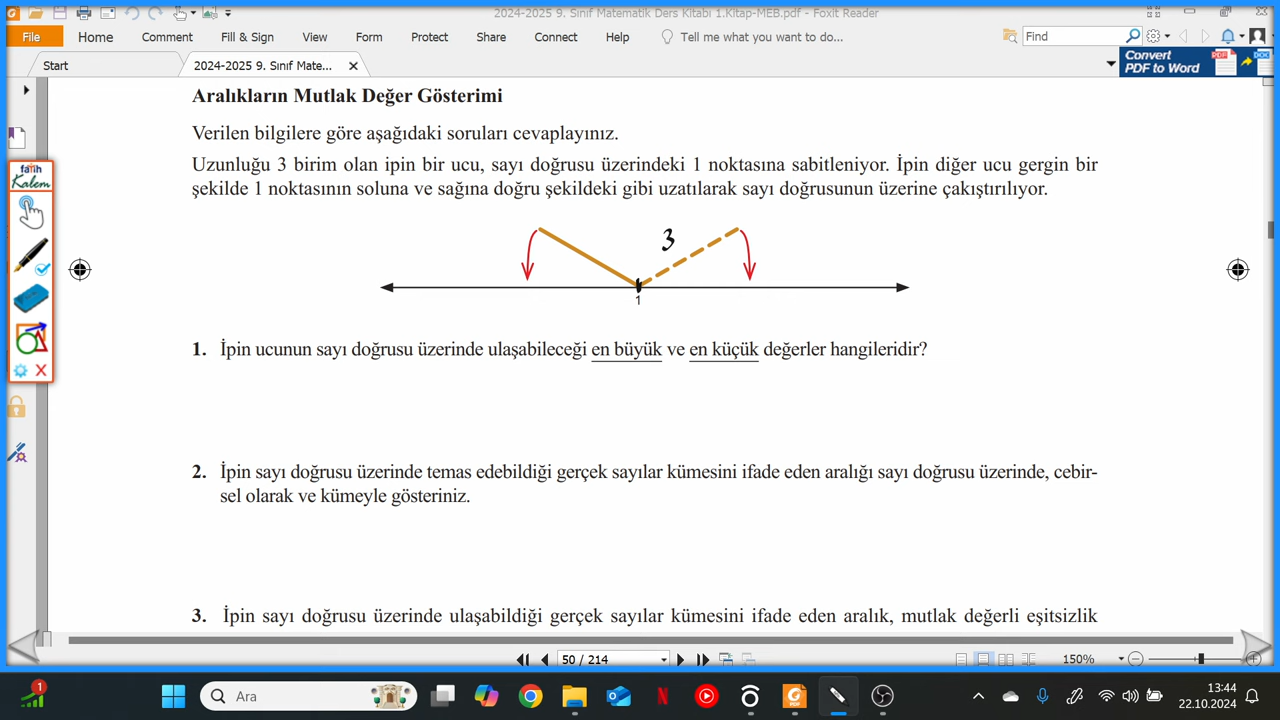 2024-2025 9. Sınıf Matematik Ders Kitabı 1.Kitap-MEB.pdf - Foxit Reader
File Home Comment Fill & Sign View Form Protect Share Connect Help Tell me what you want to do... Find
Start 2024-2025 9. Sınıf Mate...
Convert
PDF to Word
Aralıkların Mutlak Değer Gösterimi
Verilen bilgilere göre aşağıdaki soruları cevaplayınız.
Uzunluğu 3 birim olan ipin bir ucu, sayı doğrusu üzerindeki 1 noktasına sabitleniyor. İpin diğer ucu gergin bir
şekilde 1 noktasının soluna ve sağına doğru şekildeki gibi uzatılarak sayı doğrusunun üzerine çakıştırılıyor.
fatih
Kalem
3
1
1. İpin ucunun sayı doğrusu üzerinde ulaşabileceği en büyük ve en küçük değerler hangileridir?
2. İpin sayı doğrusu üzerinde temas edebildiği gerçek sayılar kümesini ifade eden aralığı sayı doğrusu üzerinde, cebir-
sel olarak ve kümeyle gösteriniz.
3. İpin sayı doğrusu üzerinde ulaşabildiği gerçek sayılar kümesini ifade eden aralık, mutlak değerli eşitsizlik
50 / 214 150%
1 Ara 13:44
22.10.2024